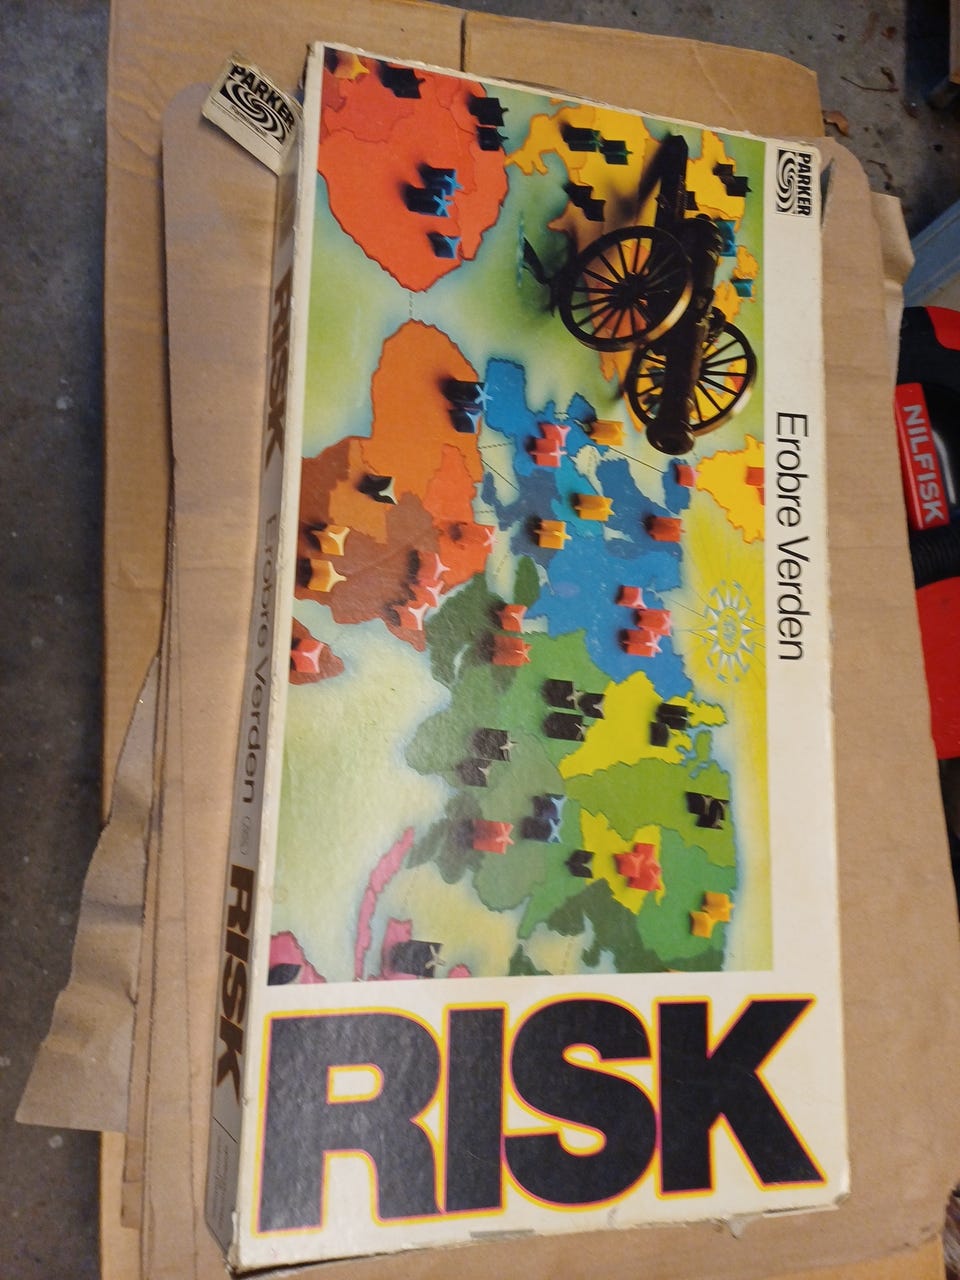 PARKER
PARKER
Erobre Verden
RISK
RISK
Erobre Verden
RISK
NILFISK